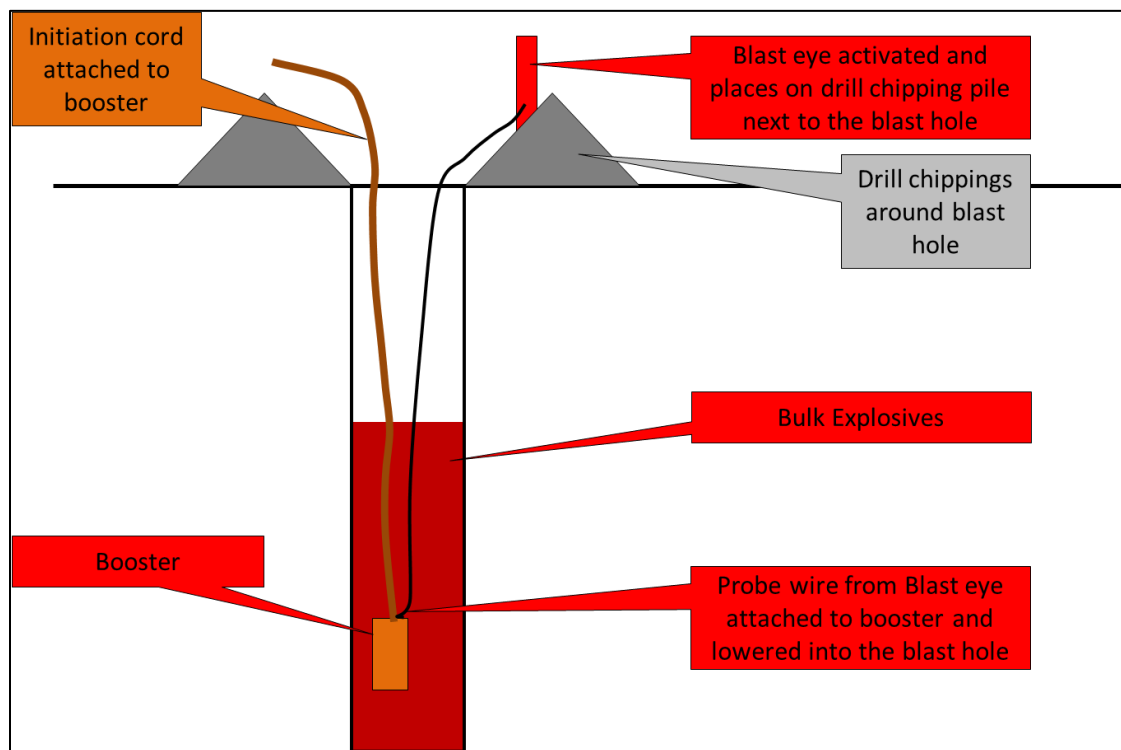 Initiation cord
attached to
booster
Blast eye activated and
places on drill chipping pile
next to the blast hole
Drill chippings
around blast
hole
Bulk Explosives
Booster
Probe wire from Blast eye
attached to booster and
lowered into the blast hole